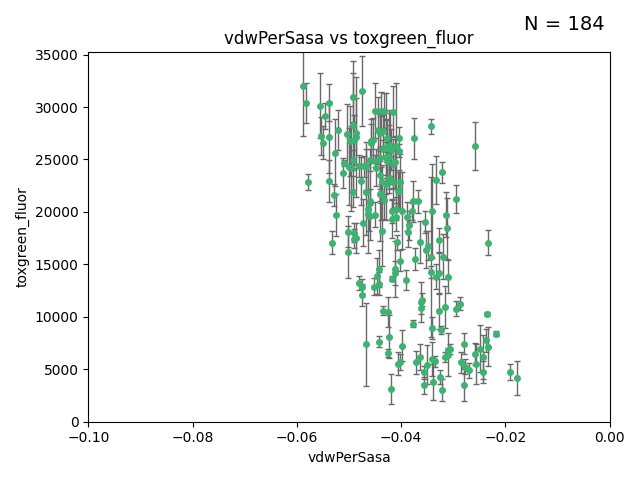 N = 184
vdwPerSasa vs toxgreen_fluor
35000
30000
25000
20000
15000
10000
5000
0
toxgreen_fluor
−0.10 −0.08 −0.06 −0.04 −0.02 0.00
vdwPerSasa